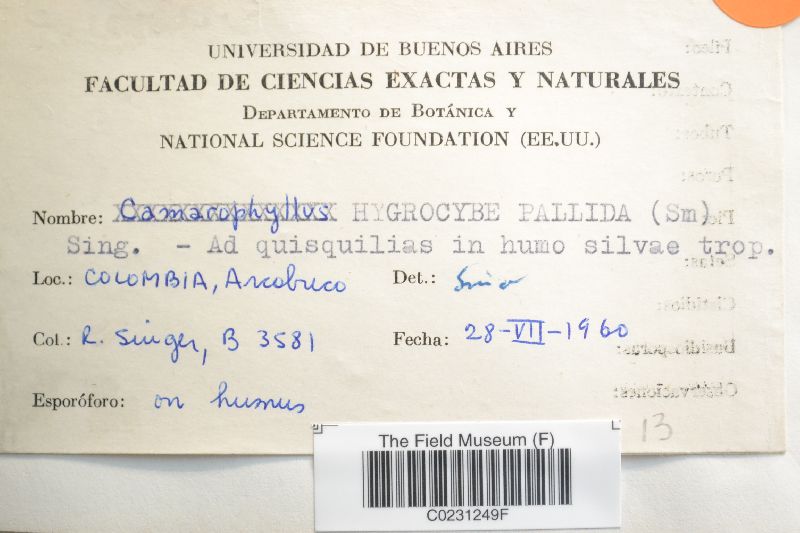 UNIVERSIDAD DE BUENOS AIRES
FACULTAD DE CIENCIAS EXACTAS Y NATURALES
DEPARTAMENTO DE BOTÁNICA Y
NATIONAL SCIENCE FOUNDATION (EE.UU.)
Nombre: Camarophyllus HYGROCYBE PALLIDA (Sm)
Sing. - Ad quisquilias in humo silvae trop.
Loc.: COLOMBIA, Arcobuco Det.:
Col.: R. Singer, B 3581 Fecha: 28-VII-1960
Esporóforo: on humus
13
The Field Museum (F)
C0231249F